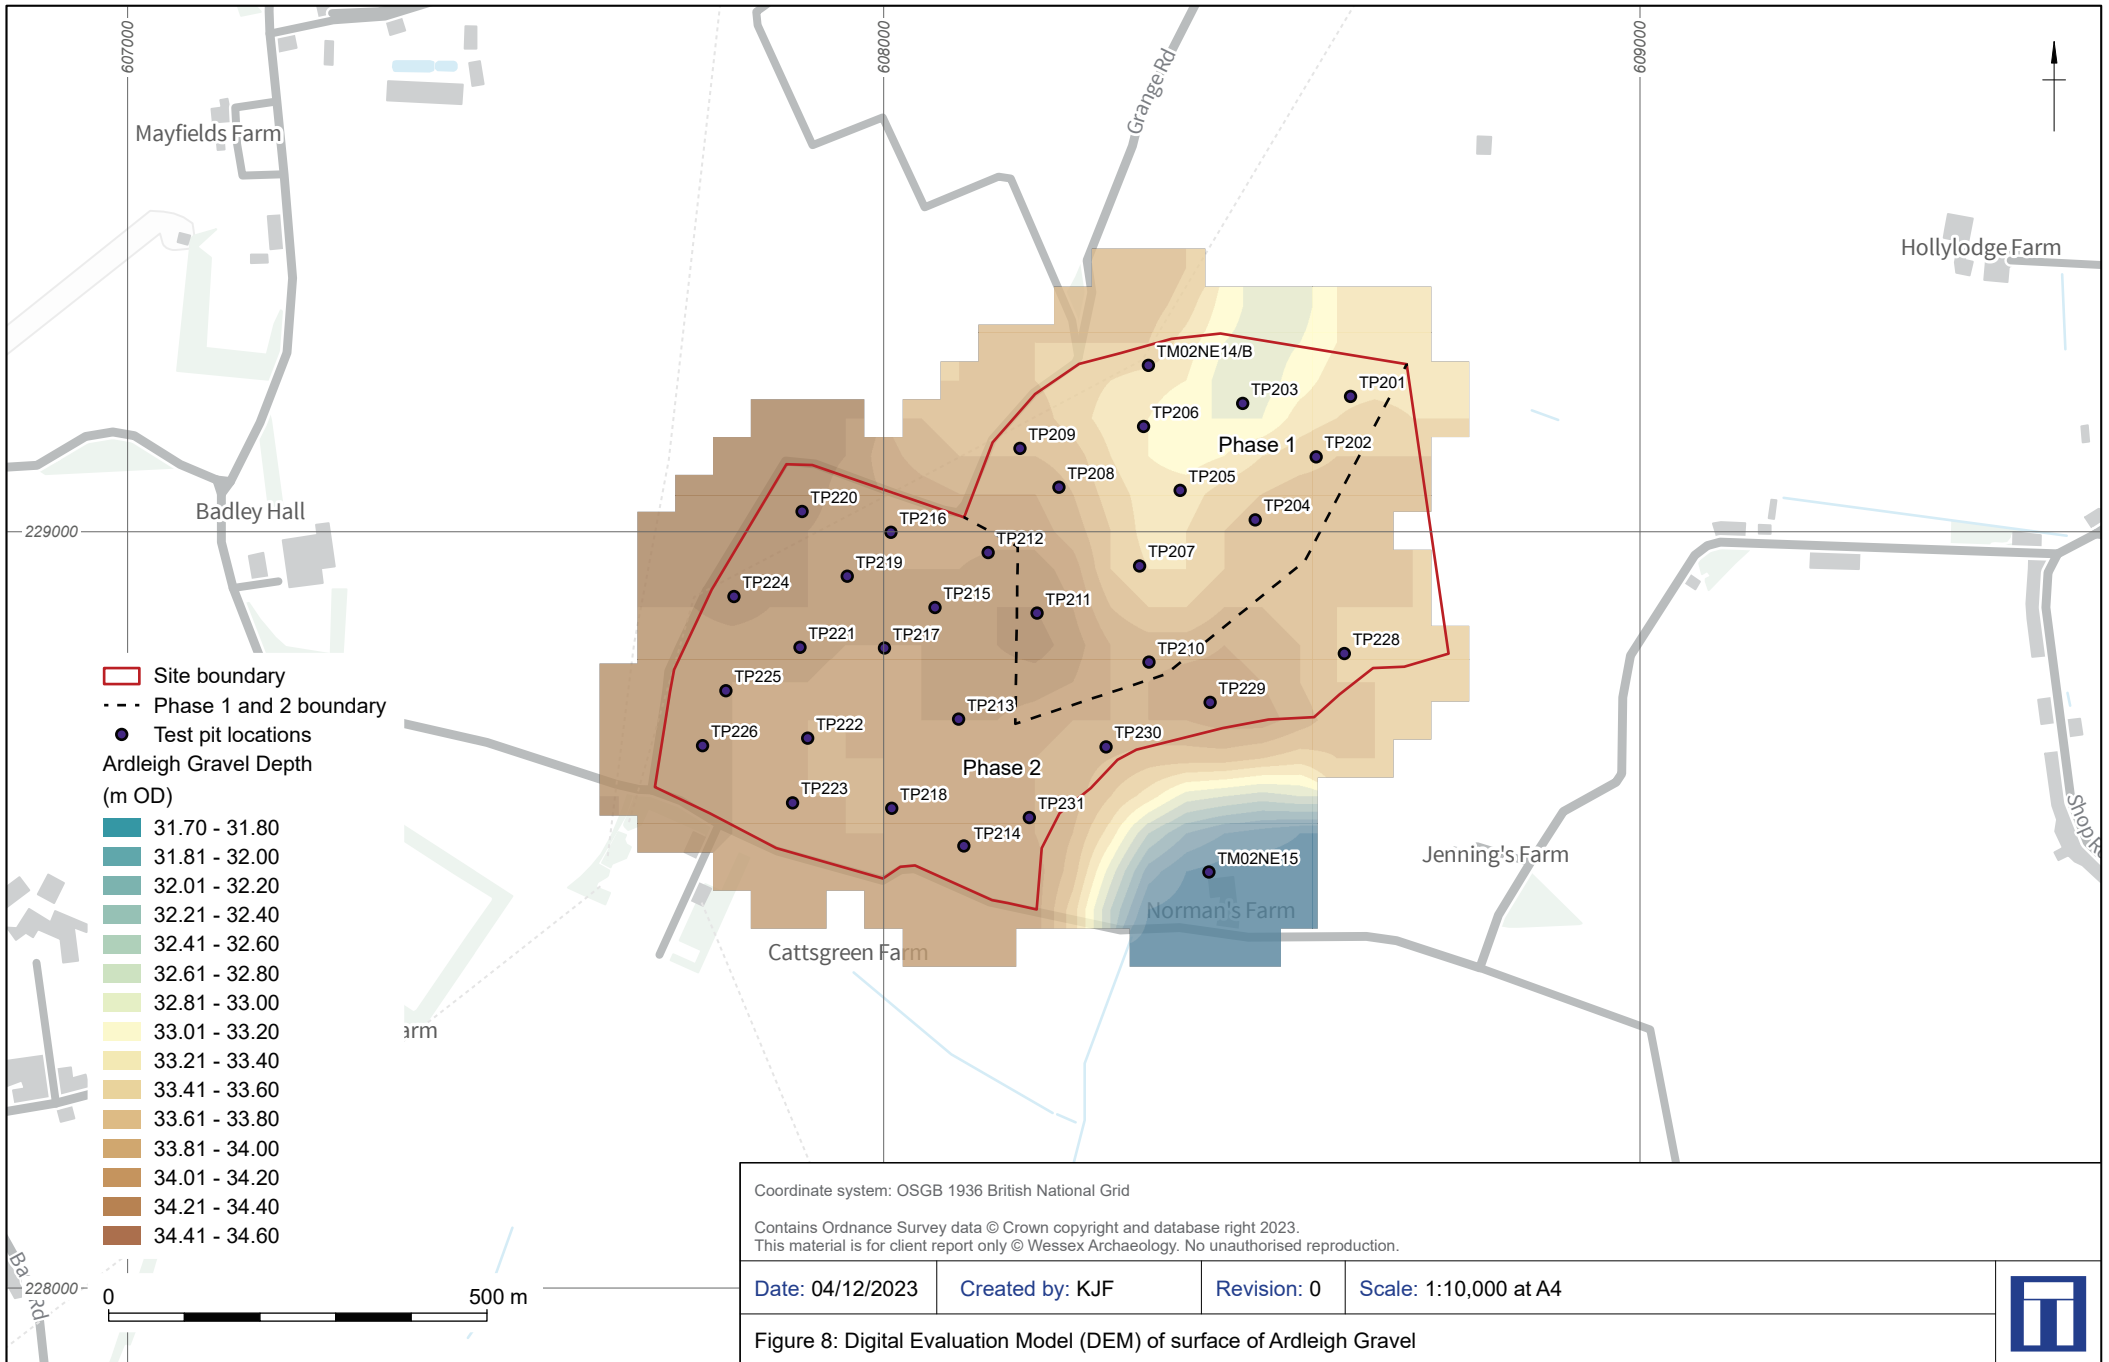 607000
608000
609000
Grange Rd
Mayfields Farm
Hollylodge Farm
TM02NE14/B
TP203
TP201
TP206
TP209
Phase 1
TP202
TP208
TP205
TP220
TP204
Badley Hall
TP216
229000
TP212
TP207
TP219
TP224
TP215
TP211
TP221
TP217
TP228
TP210
TP225
TP229
TP213
TP226
TP222
TP230
Phase 2
TP223
TP218
TP231
TP214
Shop Rd
Jenning's Farm
TM02NE15
Norman's Farm
Cattsgreen Farm
arm
Site boundary
Phase 1 and 2 boundary
Test pit locations
Ardleigh Gravel Depth
(m OD)
31.70 - 31.80
31.81 - 32.00
32.01 - 32.20
32.21 - 32.40
32.41 - 32.60
32.61 - 32.80
32.81 - 33.00
33.01 - 33.20
33.21 - 33.40
33.41 - 33.60
33.61 - 33.80
33.81 - 34.00
34.01 - 34.20
34.21 - 34.40
34.41 - 34.60
228000
Rd
0 500 m
Coordinate system: OSGB 1936 British National Grid
Contains Ordnance Survey data © Crown copyright and database right 2023.
This material is for client report only © Wessex Archaeology. No unauthorised reproduction.
Date: 04/12/2023 Created by: KJF Revision: 0 Scale: 1:10,000 at A4
Figure 8: Digital Evaluation Model (DEM) of surface of Ardleigh Gravel